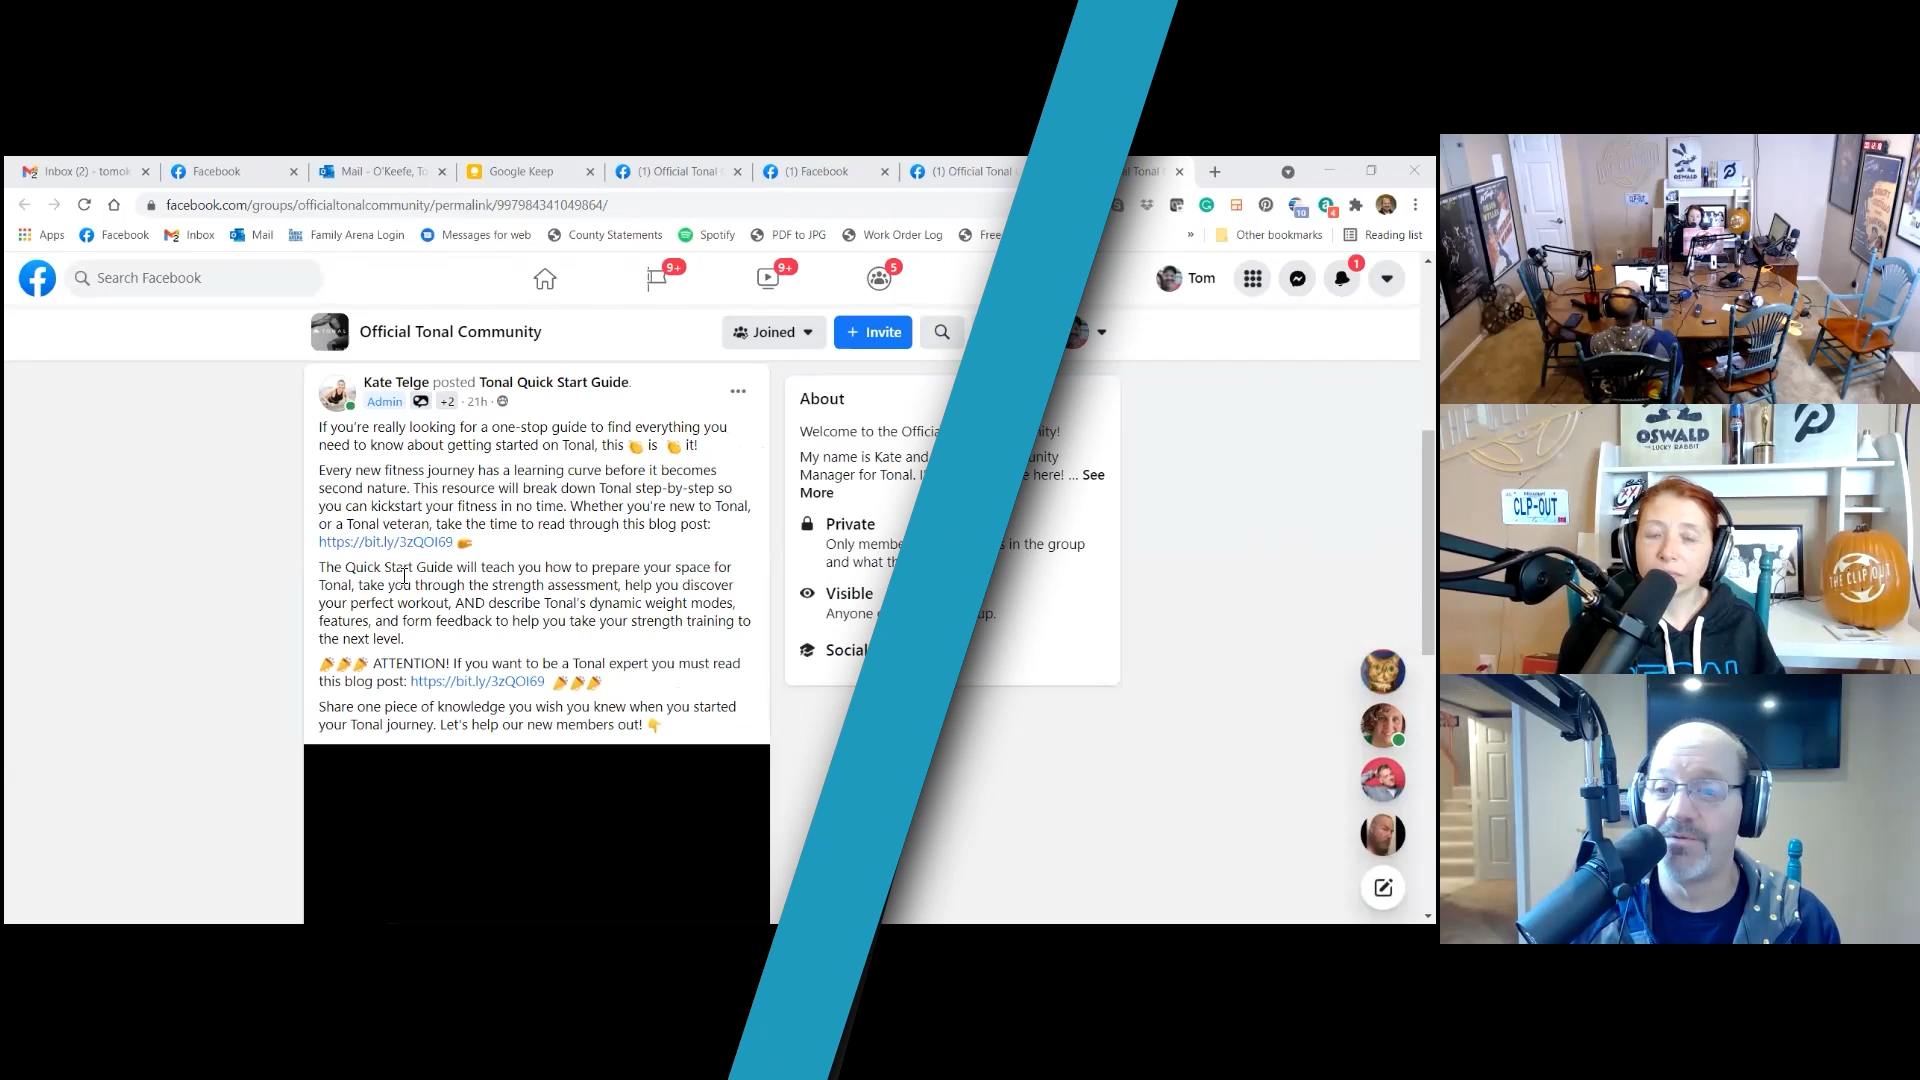 Inbox (2) - tomok
Facebook
Mail - O'Keefe, To
Google Keep
(1) Official Tonal C
(1) Facebook
(1) Official Tonal
al Tonal C
facebook.com/groups/officialtonalcommunity/permalink/997984341049864/
10
4
Apps
Facebook
Inbox
Mail
Family Arena Login
Messages for web
County Statements
Spotify
PDF to JPG
Work Order Log
Free
»
Other bookmarks
Reading list
Search Facebook
9+
9+
5
Tom
1
Official Tonal Community
Joined
+ Invite
Kate Telge posted Tonal Quick Start Guide.
Admin
+2 · 21h ·
If you're really looking for a one-stop guide to find everything you
need to know about getting started on Tonal, this 👏 is 👏 it!
Every new fitness journey has a learning curve before it becomes
second nature. This resource will break down Tonal step-by-step so
you can kickstart your fitness in no time. Whether you're new to Tonal,
or a Tonal veteran, take the time to read through this blog post:
https://bit.ly/3zQOI69
The Quick Start Guide will teach you how to prepare your space for
Tonal, take you through the strength assessment, help you discover
your perfect workout, AND describe Tonal's dynamic weight modes,
features, and form feedback to help you take your strength training to
the next level.
ATTENTION! If you want to be a Tonal expert you must read
this blog post: https://bit.ly/3zQOI69
Share one piece of knowledge you wish you knew when you started
your Tonal journey. Let's help our new members out! 👇
About
Welcome to the Officia
ity!
My name is Kate and
unity
Manager for Tonal. I
e here! ... See
More
Private
Only membe
s in the group
and what th
Visible
Anyone
up.
Social
OSWALD
OSWALD
THE LUCKY RABBIT
CLP-OUT
THE CLIP OUT